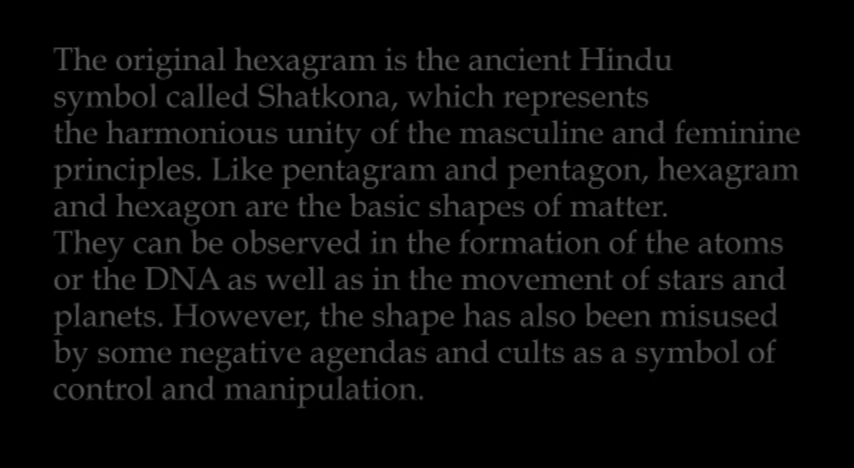 The original hexagram is the ancient Hindu
symbol called Shatkona, which represents
the harmonious unity of the masculine and feminine
principles. Like pentagram and pentagon, hexagram
and hexagon are the basic shapes of matter.
They can be observed in the formation of the atoms
or the DNA as well as in the movement of stars and
planets. However, the shape has also been misused
by some negative agendas and cults as a symbol of
control and manipulation.